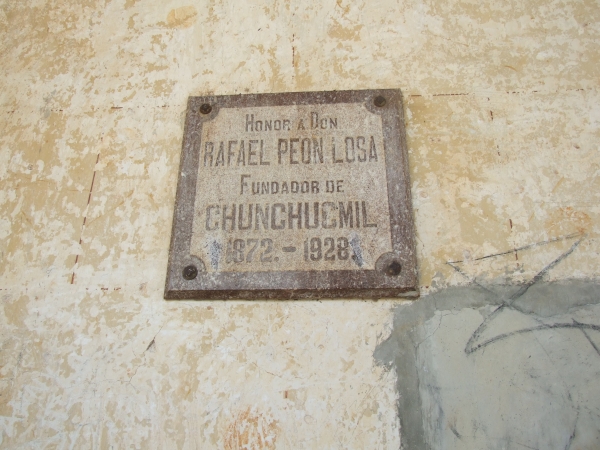 HONOR A DON
RAFAEL PEON LOSA
FUNDADOR DE
CHUNCHUCMIL
1872.-1928.